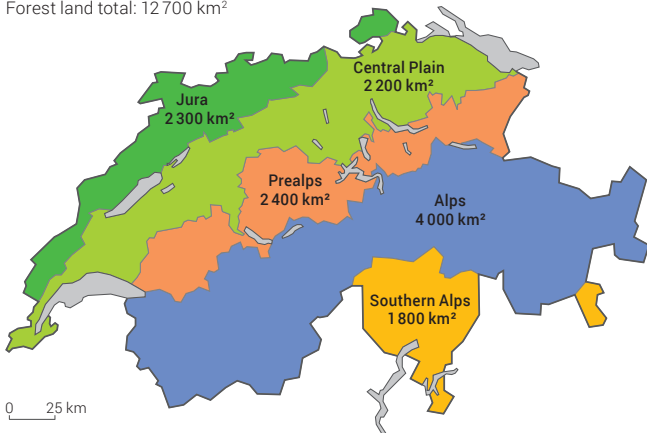 Forest land total: 12 700 km²
Central Plain
2 200 km²
Jura
2 300 km²
Prealps
2 400 km²
Alps
4 000 km²
Southern Alps
1 800 km²
0 25 km